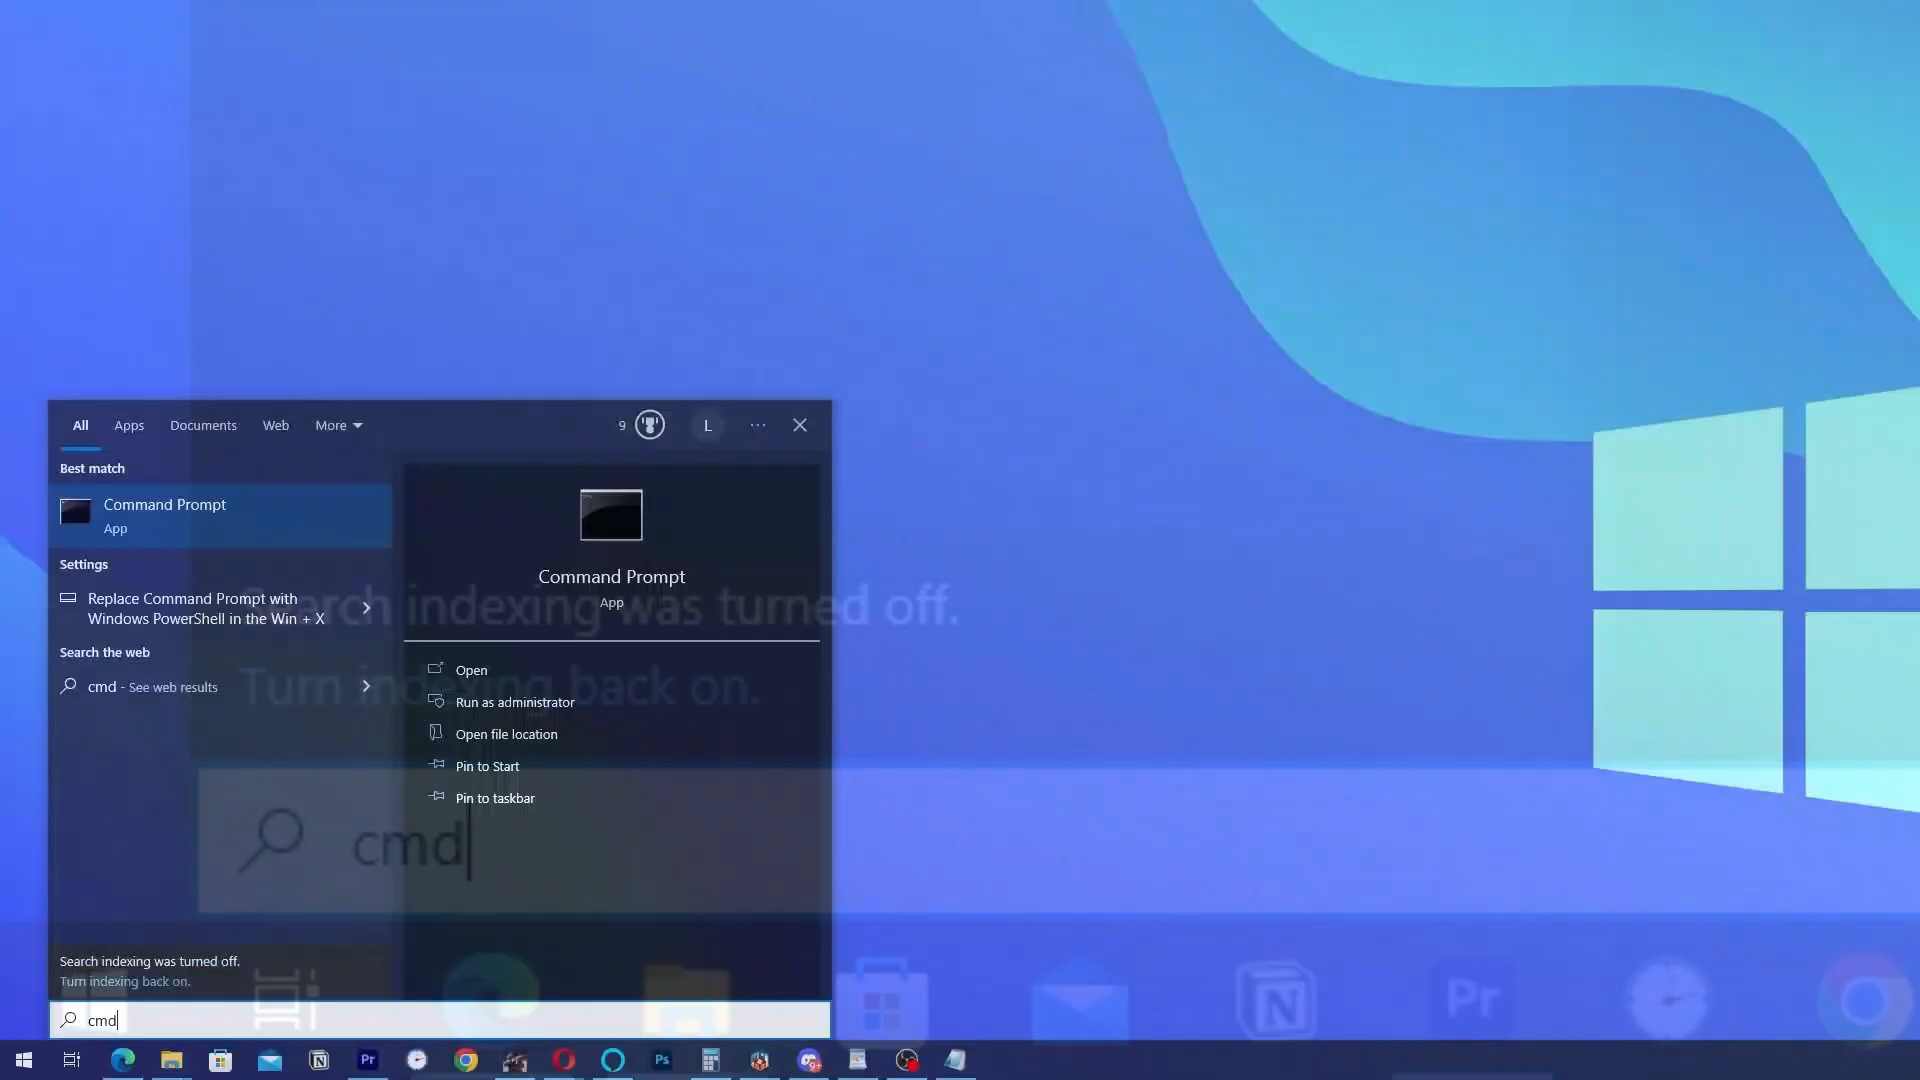 All Apps Documents Web More 9 L ···
Best match
Command Prompt
App
Settings
Replace Command Prompt with
Windows PowerShell in the Win + X
Search the web
cmd - See web results
Command Prompt
App
Open
Run as administrator
Open file location
Pin to Start
Pin to taskbar
Search indexing was turned off.
Turn indexing back on.
cmd
Search indexing was turned off.
Turn indexing back on.
cmd
N
Pr
N
Pr
Ps
9+